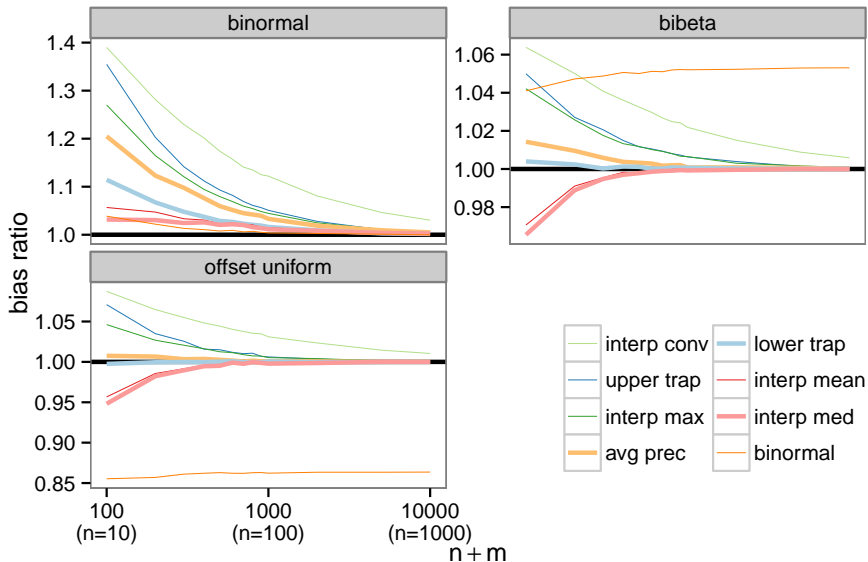 binormal
bibeta
1.4
1.3
1.2
1.1
1.0
1.06
1.04
1.02
1.00
0.98
bias ratio
offset uniform
1.05
1.00
0.95
0.90
0.85
100
(n=10)
1000
(n=100)
10000
(n=1000)
n + m
interp conv
upper trap
interp max
avg prec
lower trap
interp mean
interp med
binormal